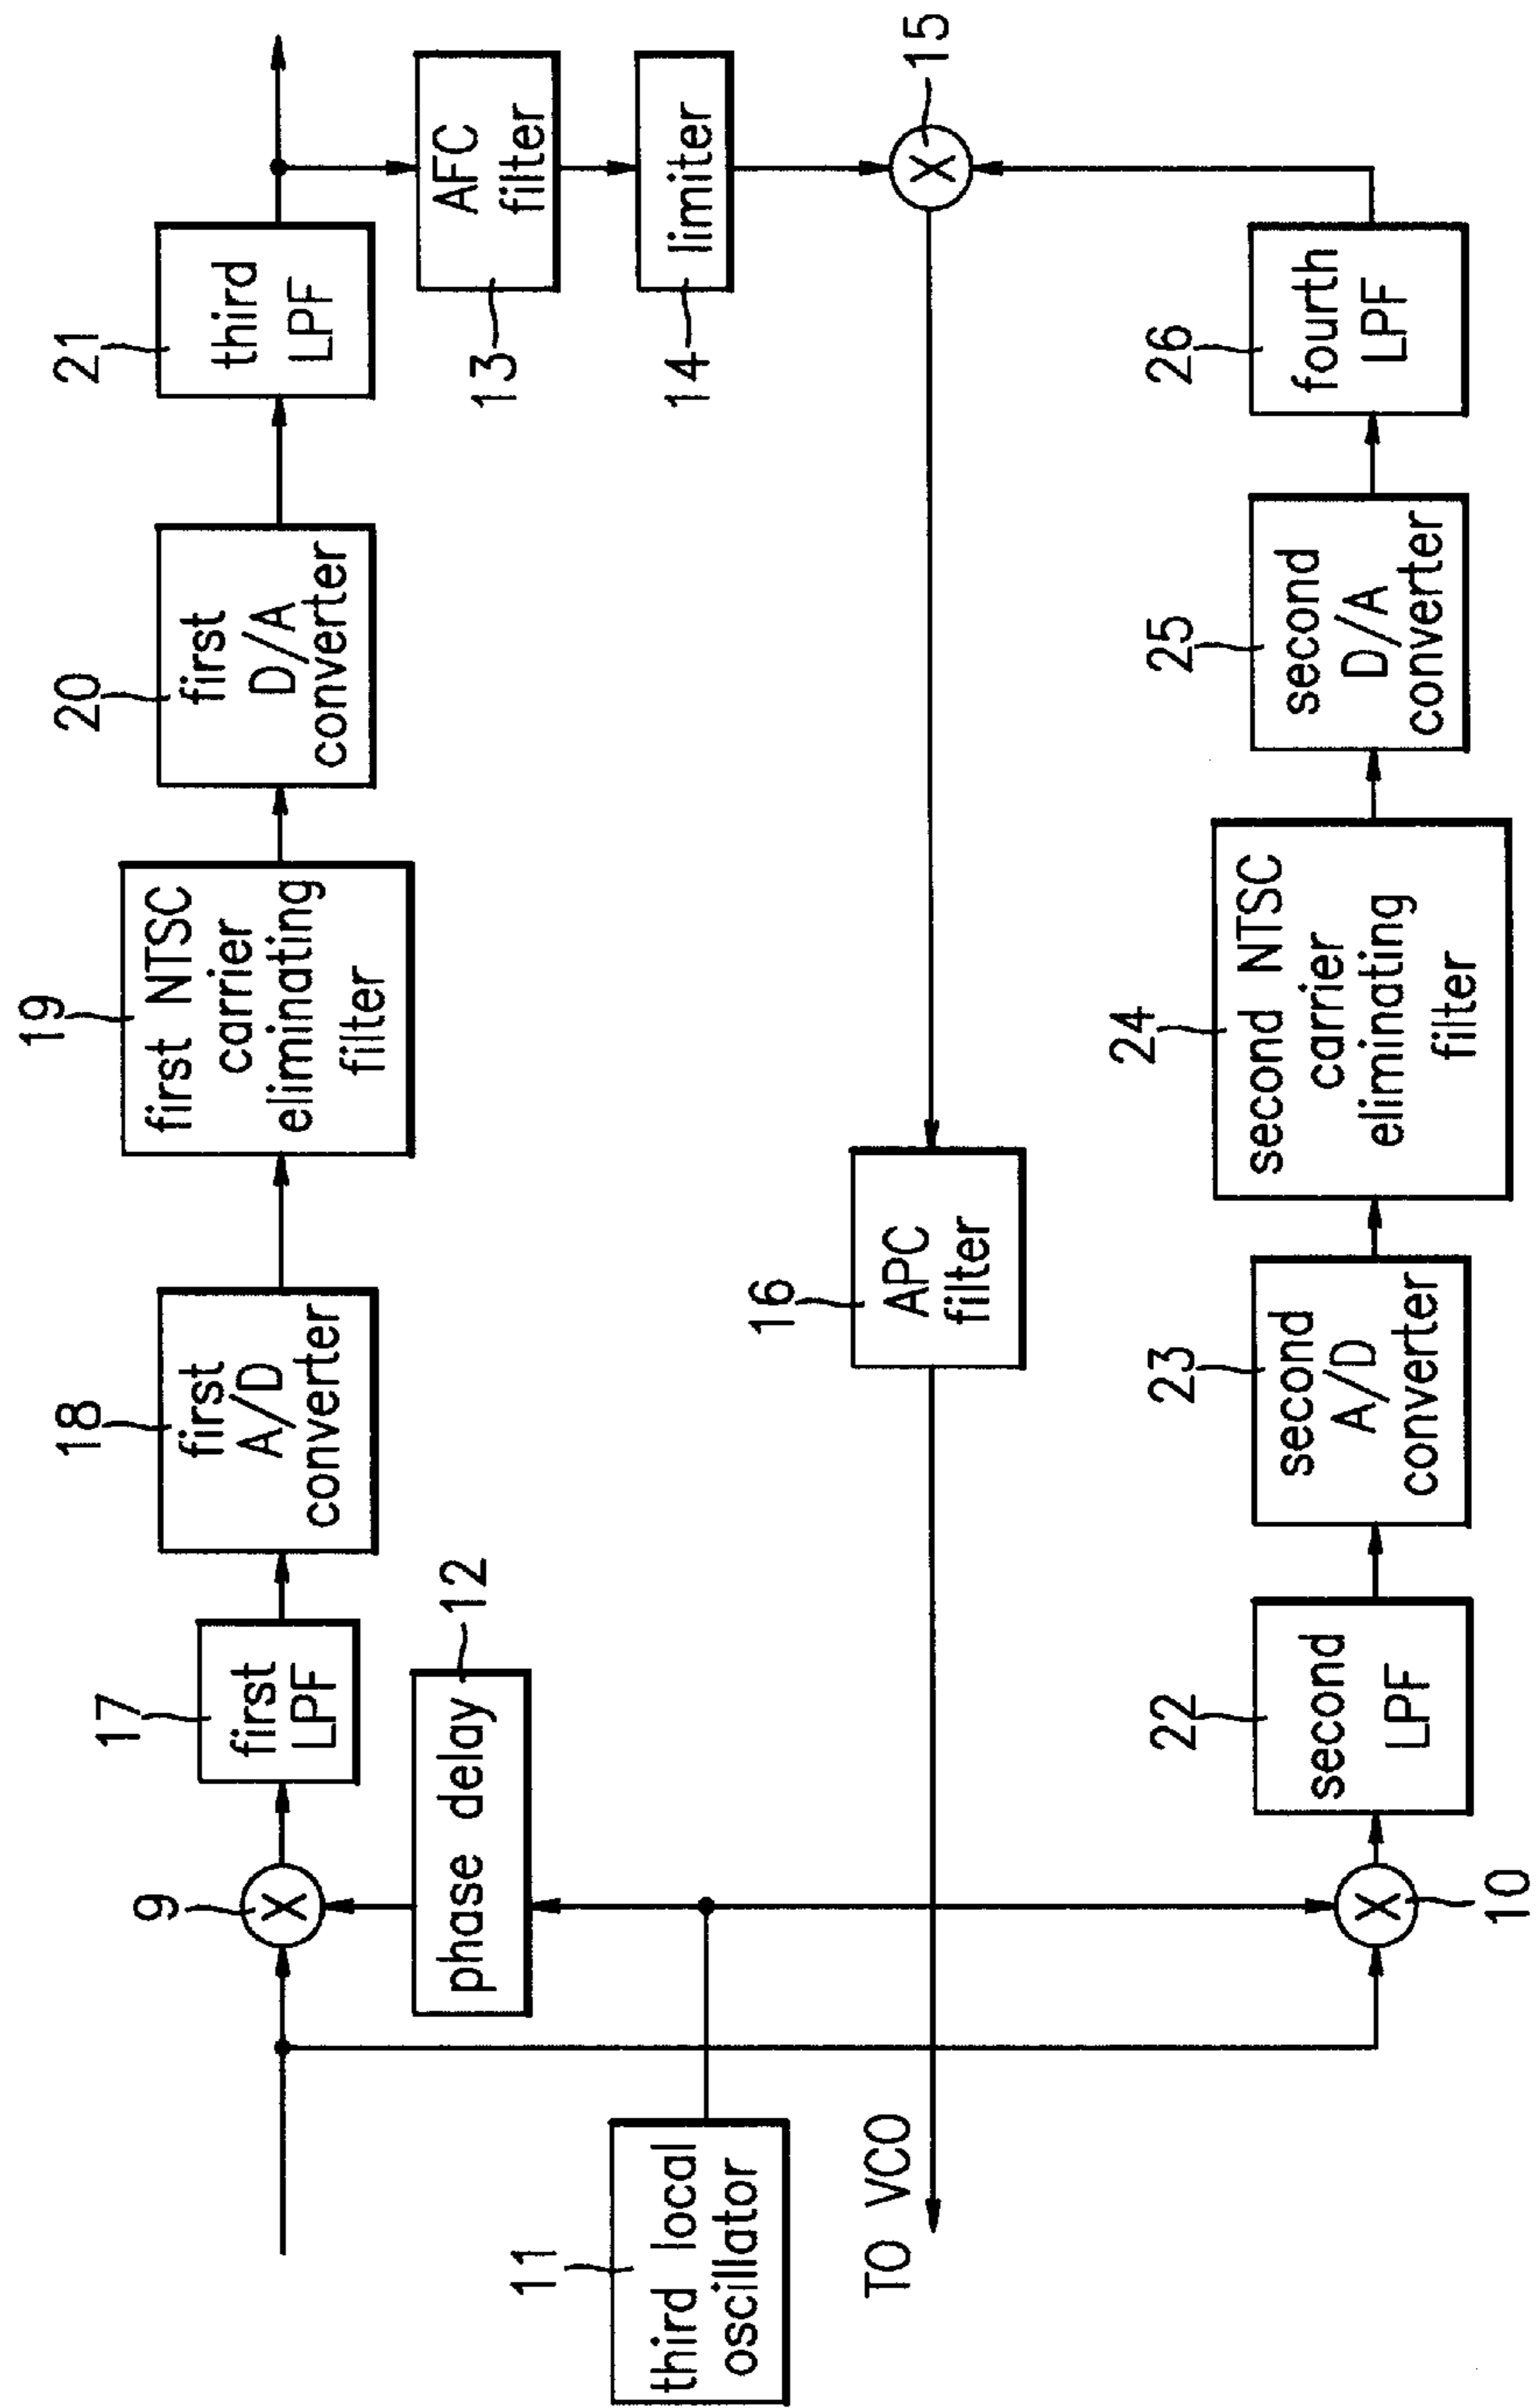 9
17
first
LPF
18
first
A/D
converter
19
first NTSC
carrier
eliminating
filter
20
first
D/A
converter
21
third
LPF
phase delay
12
AFC
filter
13
limiter
14
X
X
15
11
third local
oscillator
TO VCO
16
APC
filter
X
10
22
second
LPF
23
second
A/D
converter
24
second NTSC
carrier
eliminating
filter
25
second
D/A
converter
26
fourth
LPF